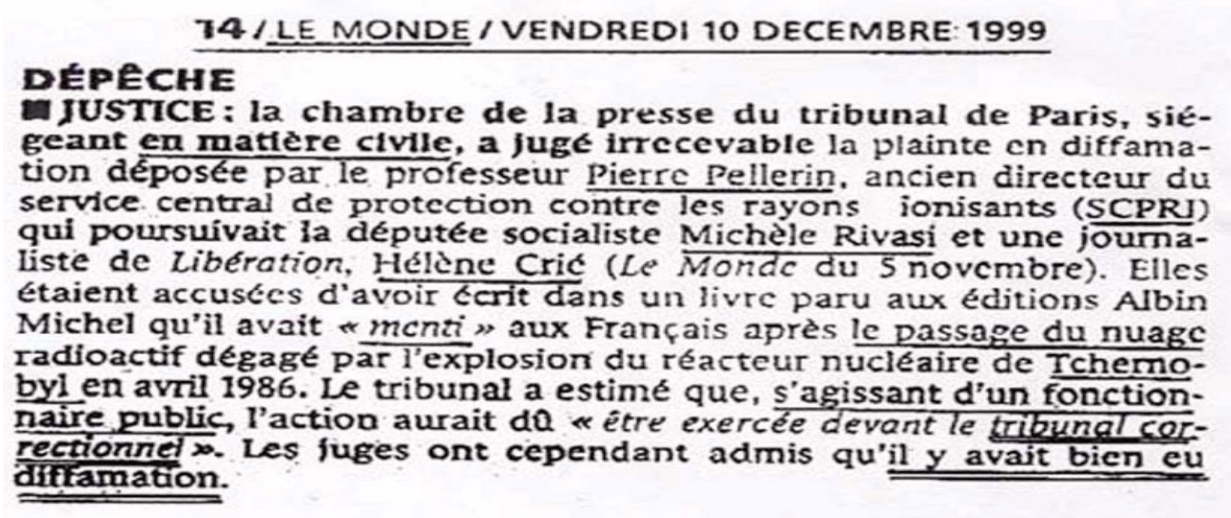 14 / LE MONDE / VENDREDI 10 DECEMBRE 1999
DÉPÊCHE
■ JUSTICE : la chambre de la presse du tribunal de Paris, sié-
geant en matière civile, a jugé irrecevable la plainte en diffama-
tion déposée par le professeur Pierre Pellerin, ancien directeur du
service central de protection contre les rayons ionisants (SCPRI)
qui poursuivait la députée socialiste Michèle Rivasi et une journa-
liste de Libération, Hélène Crié (Le Monde du 5 novembre). Elles
étaient accusées d'avoir écrit dans un livre paru aux éditions Albin
Michel qu'il avait « menti » aux Français après le passage du nuage
radioactif dégagé par l'explosion du réacteur nucléaire de Tcherno-
byl en avril 1986. Le tribunal a estimé que, s'agissant d'un fonction-
naire public, l'action aurait dû « être exercée devant le tribunal cor-
rectionnel ». Les juges ont cependant admis qu'il y avait bien eu
diffamation.